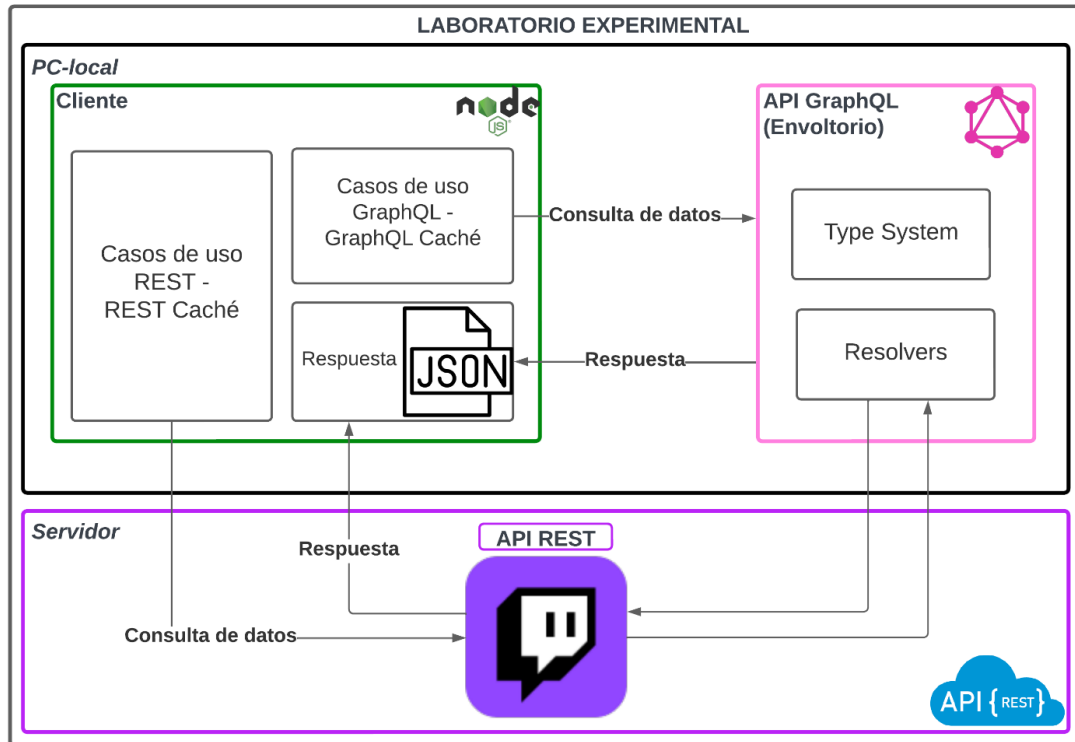 LABORATORIO EXPERIMENTAL
PC-local
Cliente
node
JS
API GraphQL
(Envoltorio)
Casos de uso
REST -
REST Caché
Casos de uso
GraphQL -
GraphQL Caché
Consulta de datos
Type System
Respuesta
JSON
Respuesta
Resolvers
Servidor
API REST
Respuesta
Consulta de datos
API {REST}